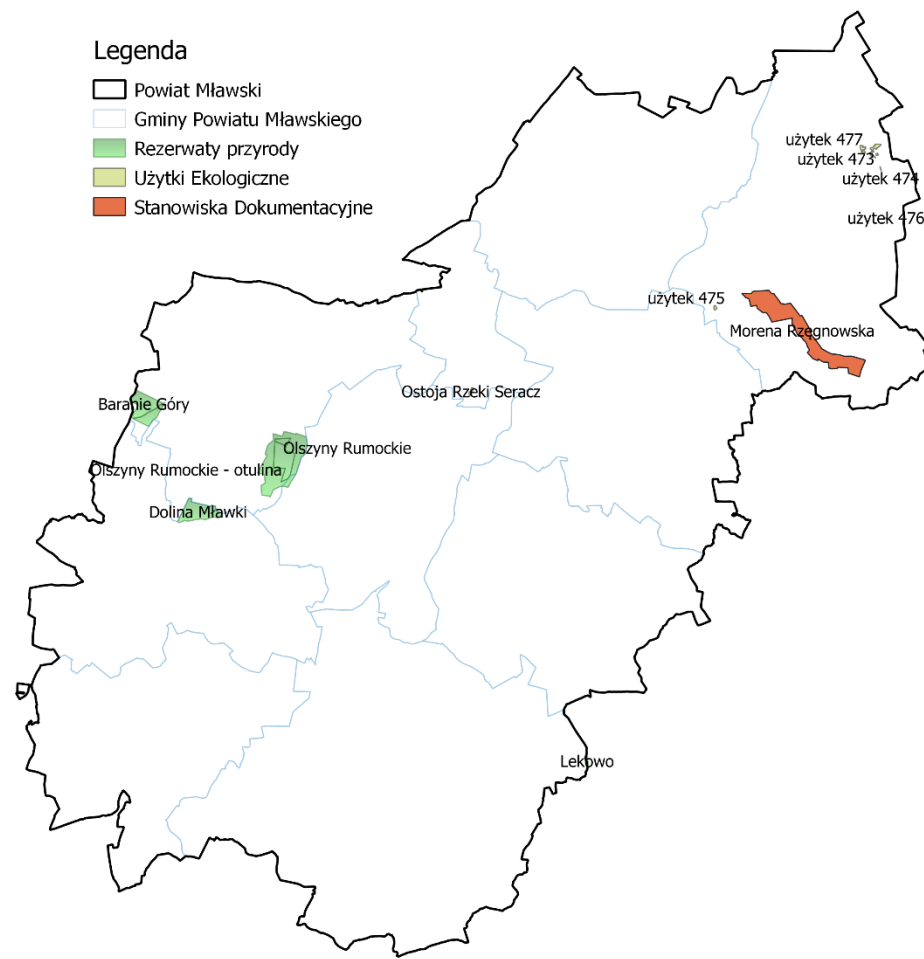 Legenda
Powiat Mławski
Gminy Powiatu Mławskiego
Rezerwaty przyrody
Użytki Ekologiczne
Stanowiska Dokumentacyjne
użytek 477
użytek 473
użytek 474
użytek 476
użytek 475
Morena Rzęgnowska
Ostoja Rzeki Seracz
Baranie Góry
Olszyny Rumockie
Olszyny Rumockie - otulina
Dolina Mławki
Lekowo